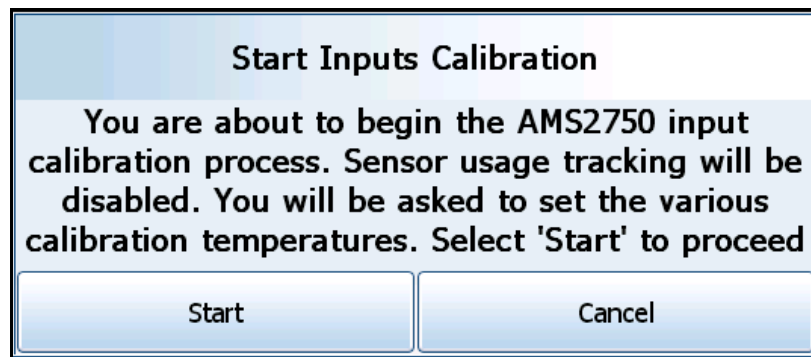 Start Inputs Calibration
You are about to begin the AMS2750 input
calibration process. Sensor usage tracking will be
disabled. You will be asked to set the various
calibration temperatures. Select 'Start' to proceed
Start
Cancel